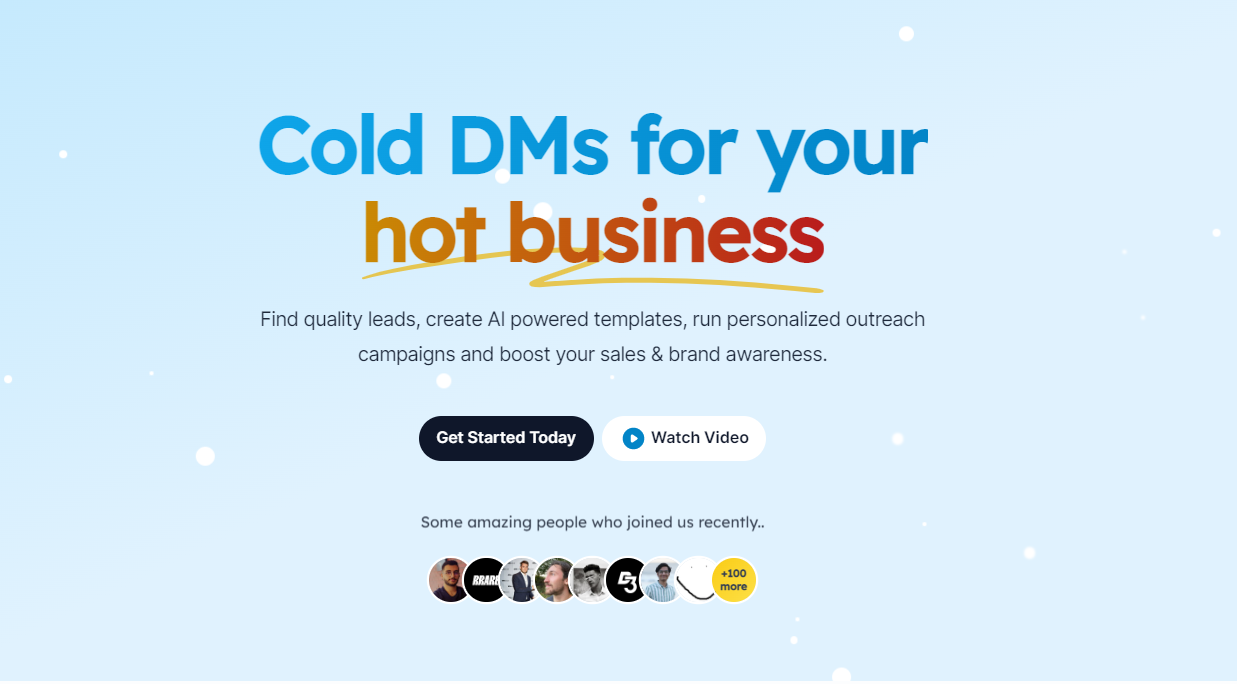 Cold DMs for your
hot business
Find quality leads, create AI powered templates, run personalized outreach
campaigns and boost your sales & brand awareness.
Get Started Today
Watch Video
Some amazing people who joined us recently..
+100
more